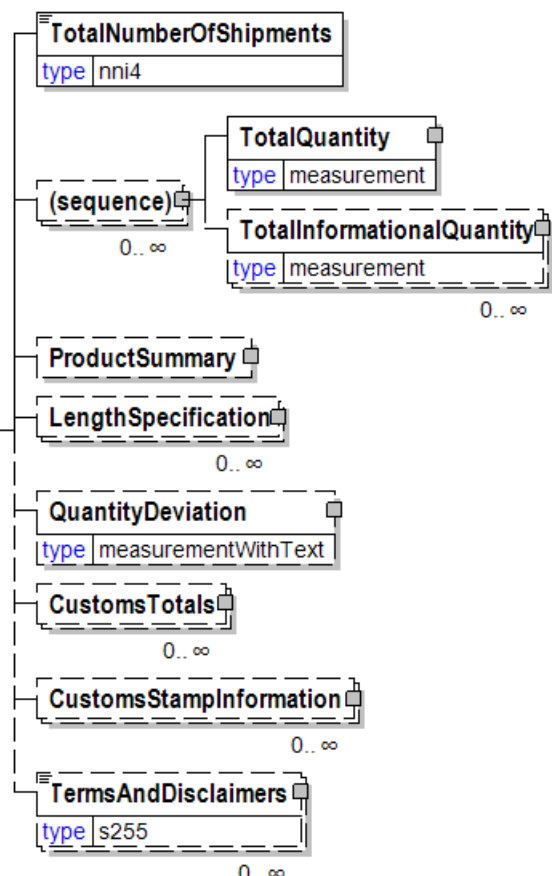 TotalNumberOfShipments
type nni4
TotalQuantity
type measurement
(sequence)
0.. ∞
TotalInformationalQuantity
type measurement
0.. ∞
ProductSummary
LengthSpecification
0.. ∞
QuantityDeviation
type measurementWithText
CustomsTotals
0.. ∞
CustomsStampInformation
0.. ∞
TermsAndDisclaimers
type s255
0.. ∞